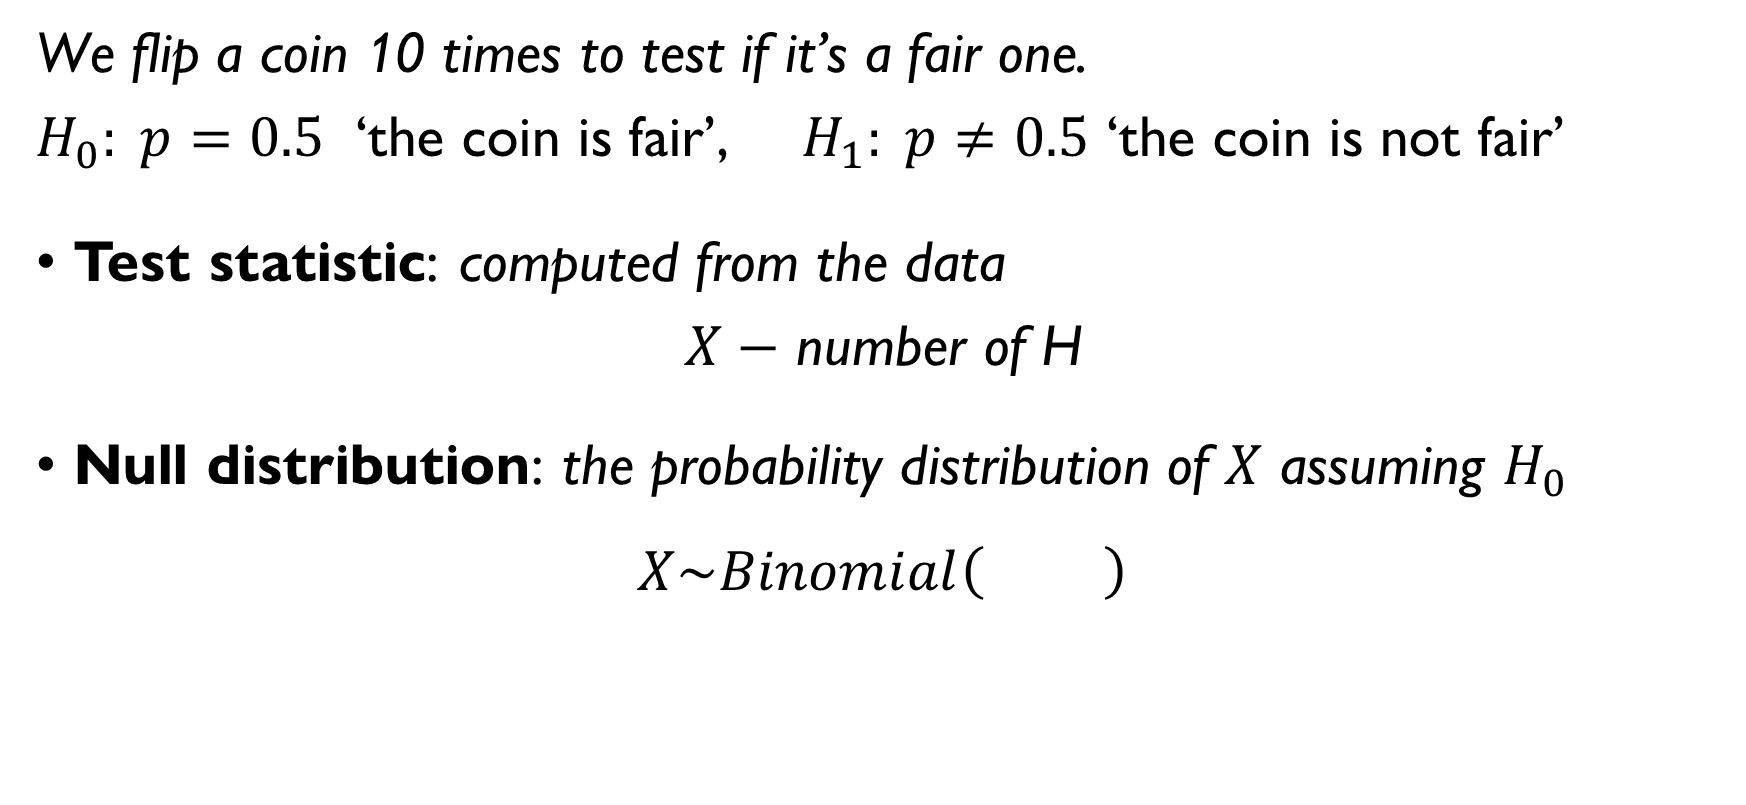 We flip a coin 10 times to test if it’s a fair one.
H₀: p = 0.5 ‘the coin is fair’, H₁: p ≠ 0.5 ‘the coin is not fair’
• Test statistic: computed from the data
X − number of H
• Null distribution: the probability distribution of X assuming H₀
X~Binomial( )